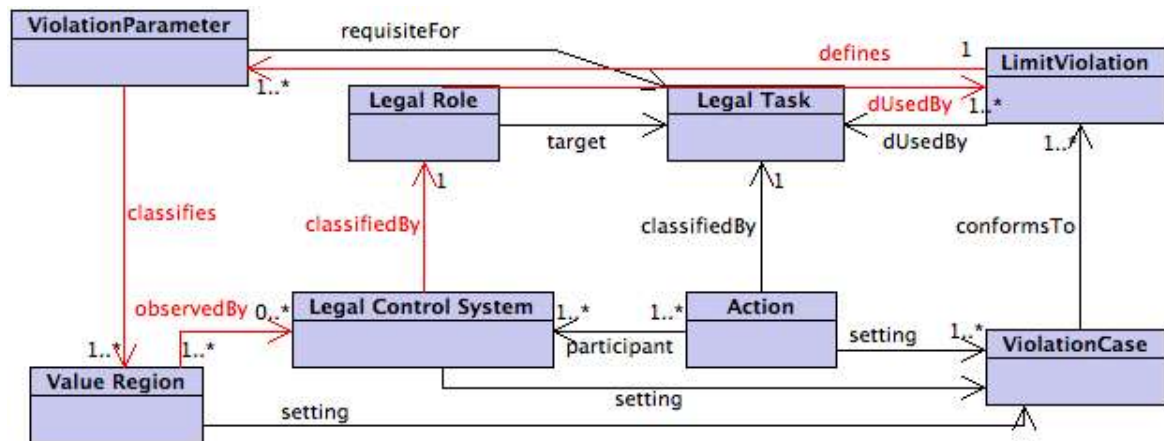 ViolationParameter
requisiteFor
defines
1
LimitViolation
1..*
Legal Role
Legal Task
dUsedBy
1..*
target
dUsedBy
1..*
1
1
classifies
classifiedBy
classifiedBy
conformsTo
observedBy
0..*
Legal Control System
1..*
1..*
Action
1..*
1..*
participant
setting
1..*
ViolationCase
Value Region
setting
setting